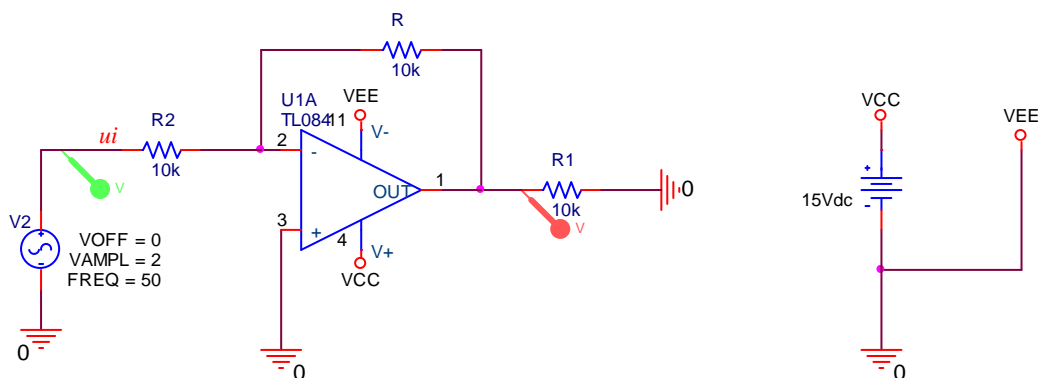 R
10k
U1A
TL084
11
VEE
V-
ui
R2
10k
2
-
OUT
1
R1
10k
0
V
V
3
+
4
V+
VCC
V2
+
-
VOFF = 0
VAMPL = 2
FREQ = 50
0
0
VCC
VEE
+
15Vdc
-
0